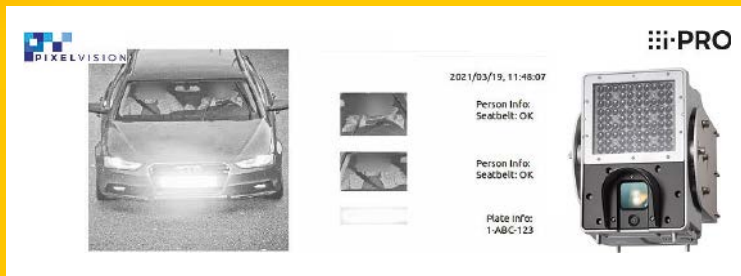 PIXELVISION
i-PRO
2021/03/19, 11:48:07
Person Info:
Seatbelt: OK
Person Info:
Seatbelt: OK
Plate Info:
1-ABC-123